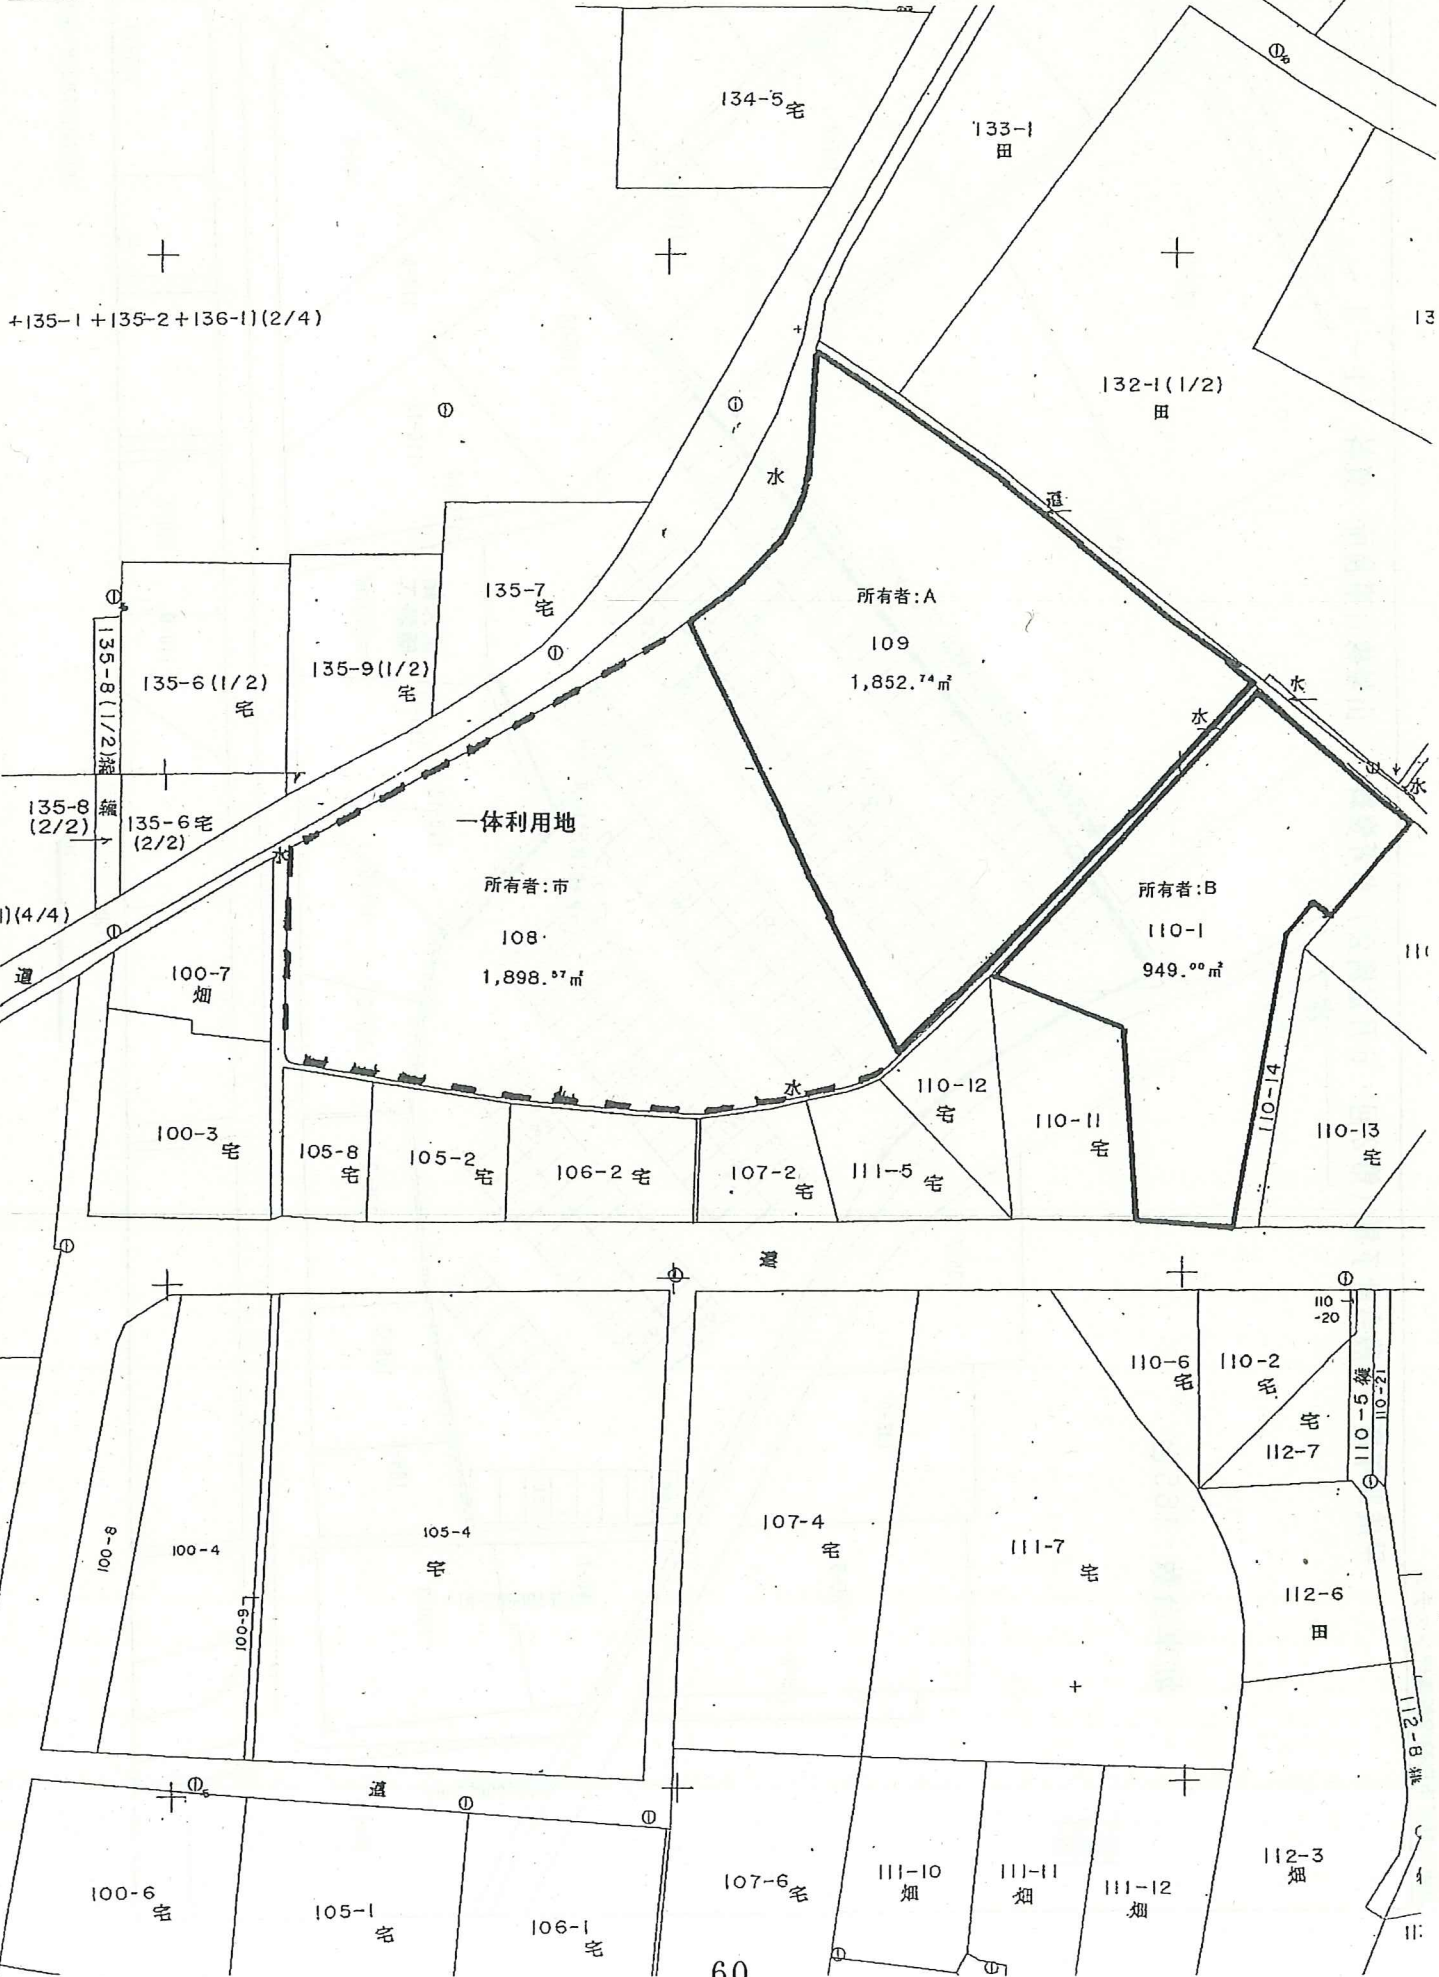 134-5宅
133-1
田
+135-1+135-2+136-1)(2/4)
13
132-1(1/2)
田
水
道
135-7
宅
所有者:A
109
1,852.74㎡
135-8(1/2)
135-6(1/2)
宅
135-9(1/2)
宅
水
水
水
135-8
(2/2)
135-6宅
(2/2)
一体利用地
水
所有者:市
108
1,898.57㎡
所有者:B
110-1
949.00㎡
)(4/4)
道
100-7
畑
11
100-3宅
105-8
宅
105-2
宅
106-2宅
107-2
宅
水
111-5宅
110-12
宅
110-11
宅
110-14
110-13
宅
道
110
-20
110-6
宅
110-2
宅
宅
112-7
110-5
110-21
100-8
100-4
105-4
宅
107-4
宅
111-7
宅
100-9
112-6
田
112-8
道
100-6
宅
105-1
宅
106-1
宅
107-6宅
111-10
畑
111-11
畑
111-12
畑
112-3
畑
11
60